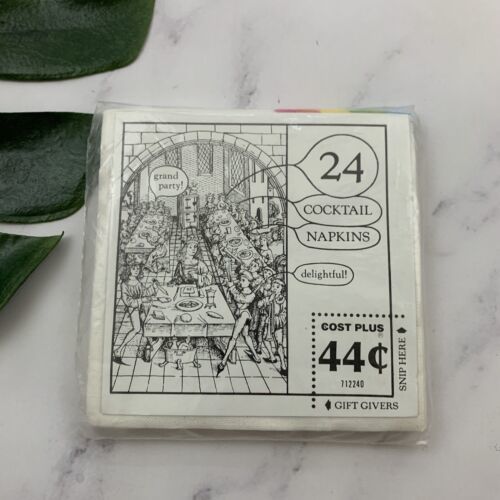 grand
party!
24
COCKTAIL
NAPKINS
delightful!
COST PLUS
44¢
712240
SNIP HERE
GIFT GIVERS